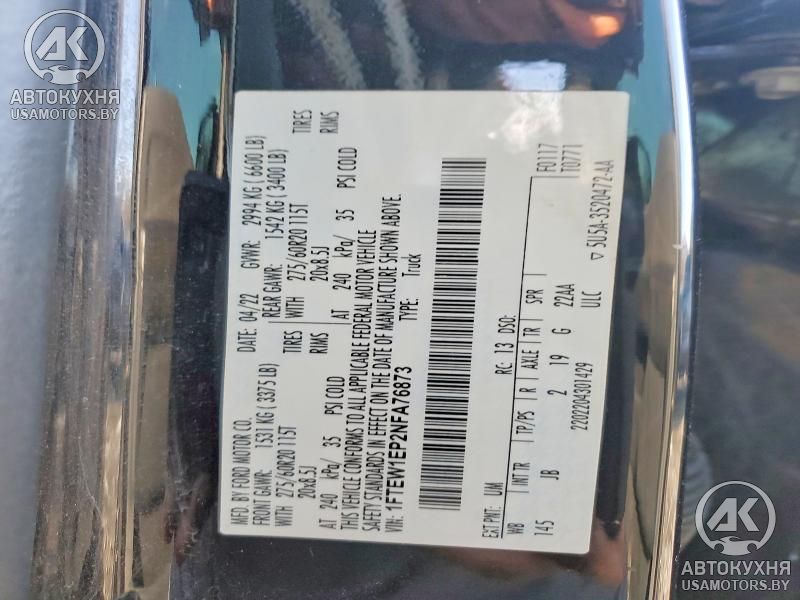 AK
АВТОКУХНЯ
USAMOTORS.BY
MFD. BY FORD MOTOR CO.
04/22 GVWR: 2994 KG ( 6600 LB)
FRONT GAWR: 1531 KG ( 3375 LB) REAR GAWR: 1542 KG ( 3400 LB)
WITH 275/60R20 115T TIRES WITH 275/60R20 115T TIRES
20x8.5J RIMS 20x8.5J RIMS
AT 240 kPa/ 35 PSI COLD AT 240 kPa/ 35 PSI COLD
THIS VEHICLE CONFORMS TO ALL APPLICABLE FEDERAL MOTOR VEHICLE
SAFETY STANDARDS IN EFFECT ON THE DATE OF MANUFACTURE SHOWN ABOVE.
VIN: 1FTEW1EP2NFA76873 TYPE: Truck
F0117
T0771
EXT PNT: UM RC: 13 DSO:
WB INT TR TP/PS R AXLE TR SPR
145 JB 2 19 G 22AA
2202204301429 ULC ▽ 5U5A-3520472-AA
AK
АВТОКУХНЯ
USAMOTORS.BY